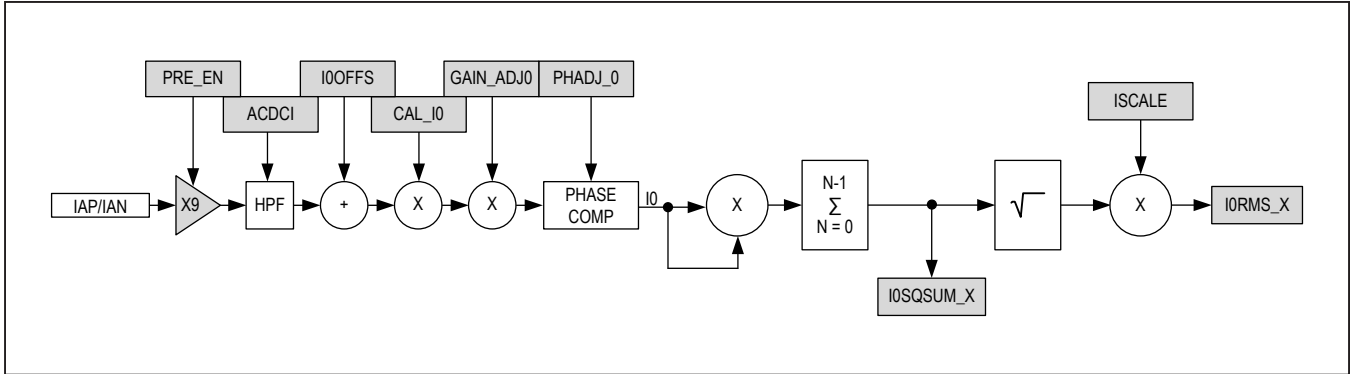 PRE_EN
I0OFFS
GAIN_ADJ0
PHADJ_0
ACDCI
CAL_I0
ISCALE
IAP/IAN
X9
HPF
+
X
X
PHASE
COMP
I0
X
N-1
Σ
N = 0
√
X
I0RMS_X
I0SQSUM_X